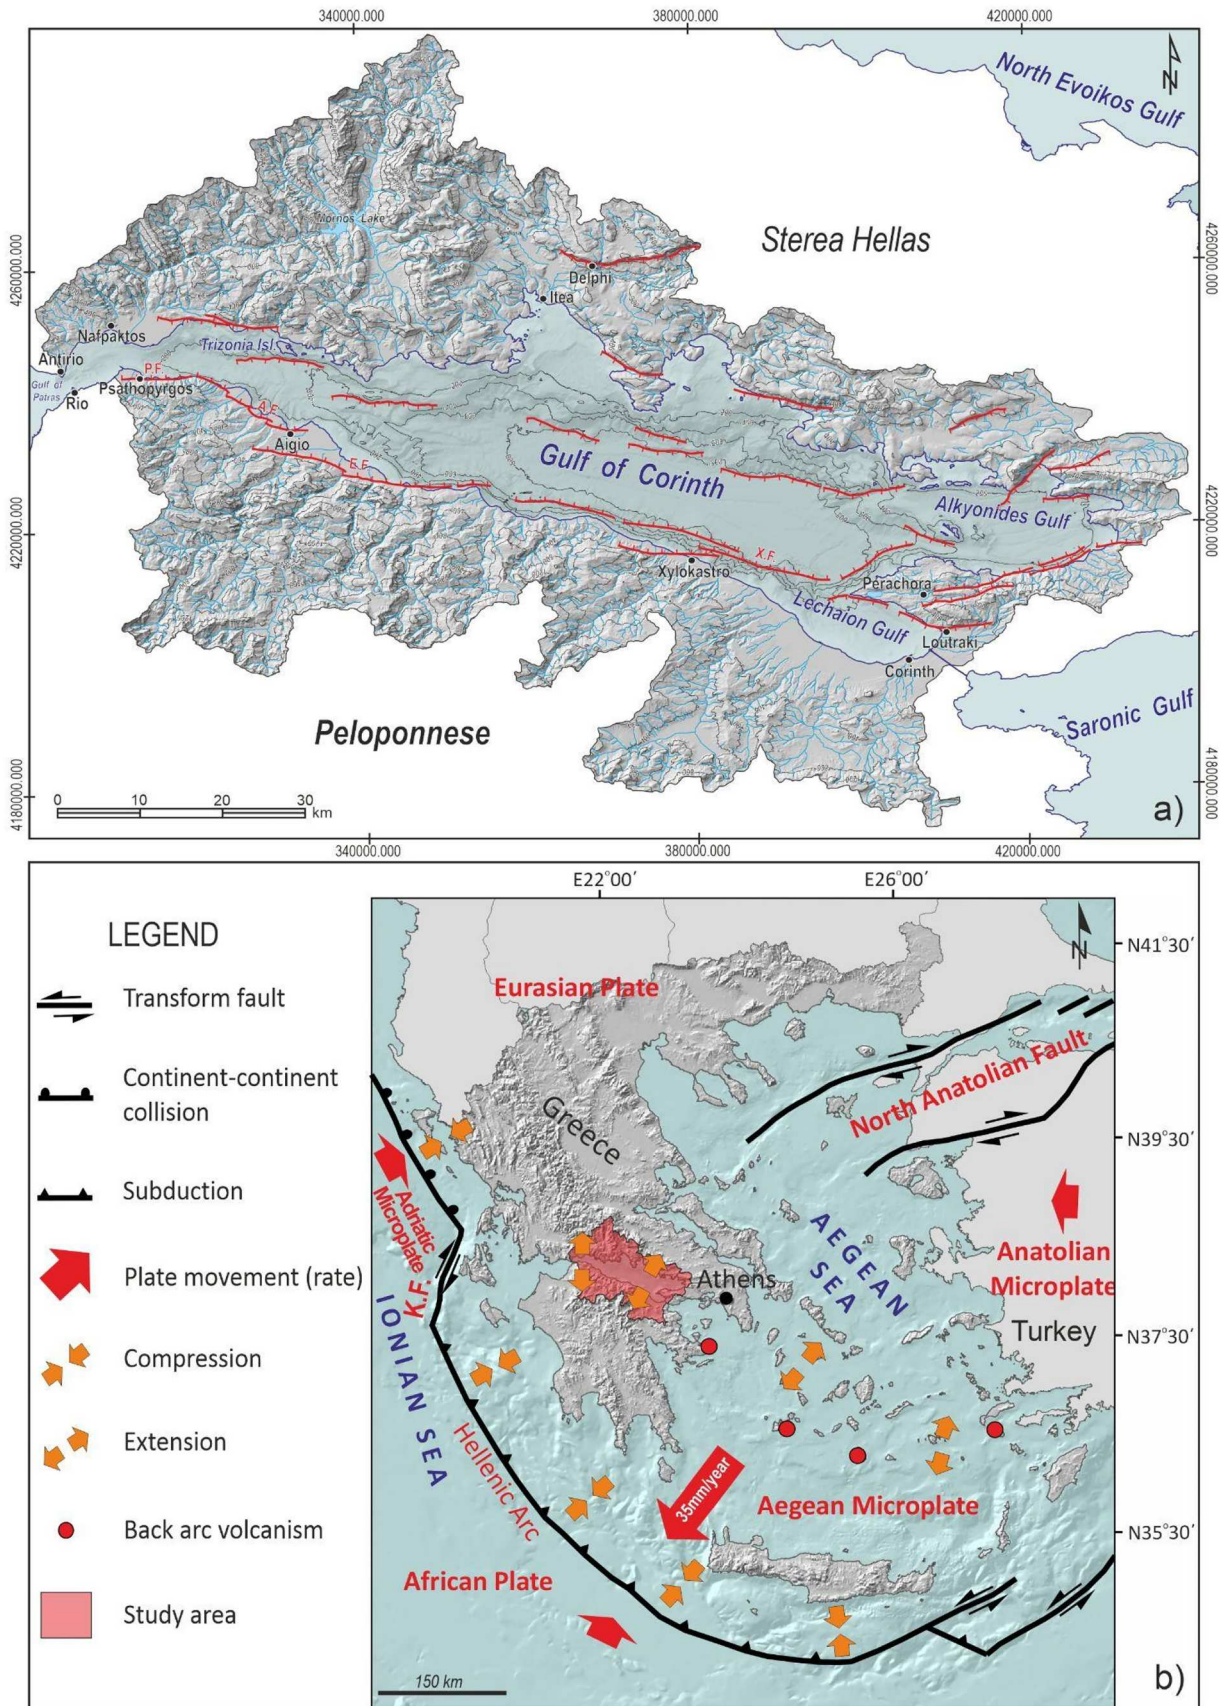 340000.000
380000.000
420000.000
North Evoikos Gulf
N
Sterea Hellas
4260000.000
4260000.000
Mornos Lake
Delphi
Itea
Nafpaktos
Trizonia Isl.
Antirio
P.F.
Psathopyrgos
Gulf of
Patras
Rio
A.F.
Aigio
E.F.
Gulf of Corinth
Alkyonides Gulf
4220000.000
4220000.000
X.F.
Xylokastro
Perachora
Lechaion Gulf
Loutraki
Corinth
Saronic Gulf
Peloponnese
4180000.000
4180000.000
0 10 20 30
km
a)
340000.000
380000.000
420000.000
E22°00′
E26°00′
LEGEND
Transform fault
Continent-continent
collision
Subduction
Plate movement (rate)
Compression
Extension
Back arc volcanism
Study area
N
N41°30′
Eurasian Plate
North Anatolian Fault
Greece
N39°30′
Adriatic
Microplate
K.F.
AEGEAN
SEA
Anatolian
Microplate
Athens
Turkey
N37°30′
IONIAN SEA
Hellenic Arc
35mm/year
Aegean Microplate
N35°30′
African Plate
150 km
b)